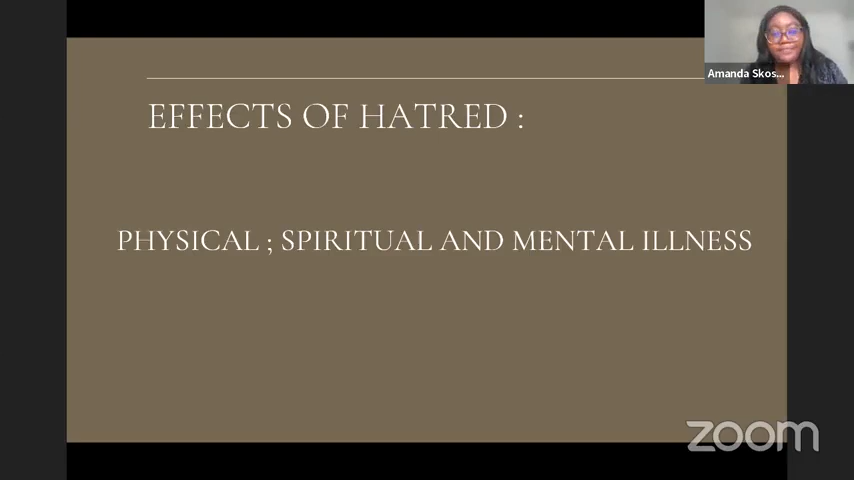 Amanda Skos...
EFFECTS OF HATRED :
PHYSICAL ; SPIRITUAL AND MENTAL ILLNESS
zoom